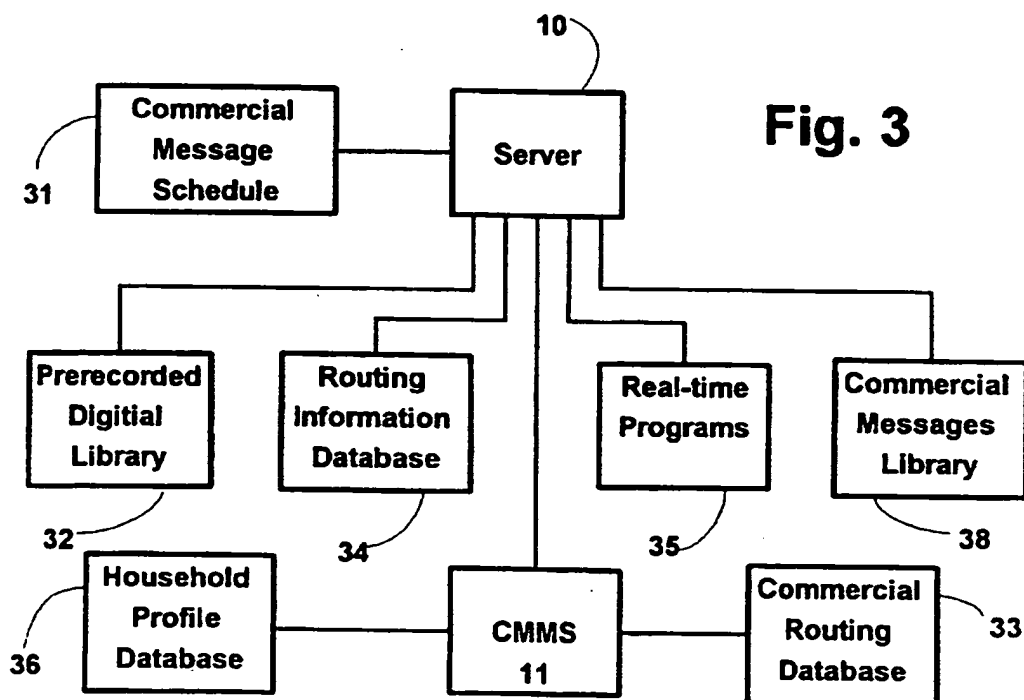 10
Commercial
Message
Schedule
Server
Fig. 3
31
Prerecorded
Digitial
Library
Routing
Information
Database
Real-time
Programs
Commercial
Messages
Library
32
34
35
38
Household
Profile
Database
CMMS
11
Commercial
Routing
Database
36
33